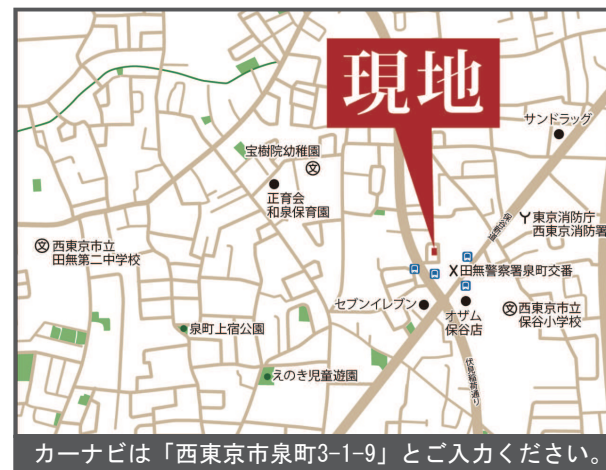 現地
サンドラッグ
宝樹院幼稚園
文
正育会
和泉保育園
東京消防庁
西東京消防署
文
西東京市立
田無第二中学校
田無警察署泉町交番
セブンイレブン
オザム
保谷店
文
西東京市立
保谷小学校
泉町上宿公園
えのき児童遊園
伏見稲荷通り
カーナビは「西東京市泉町3-1-9」とご入力ください。